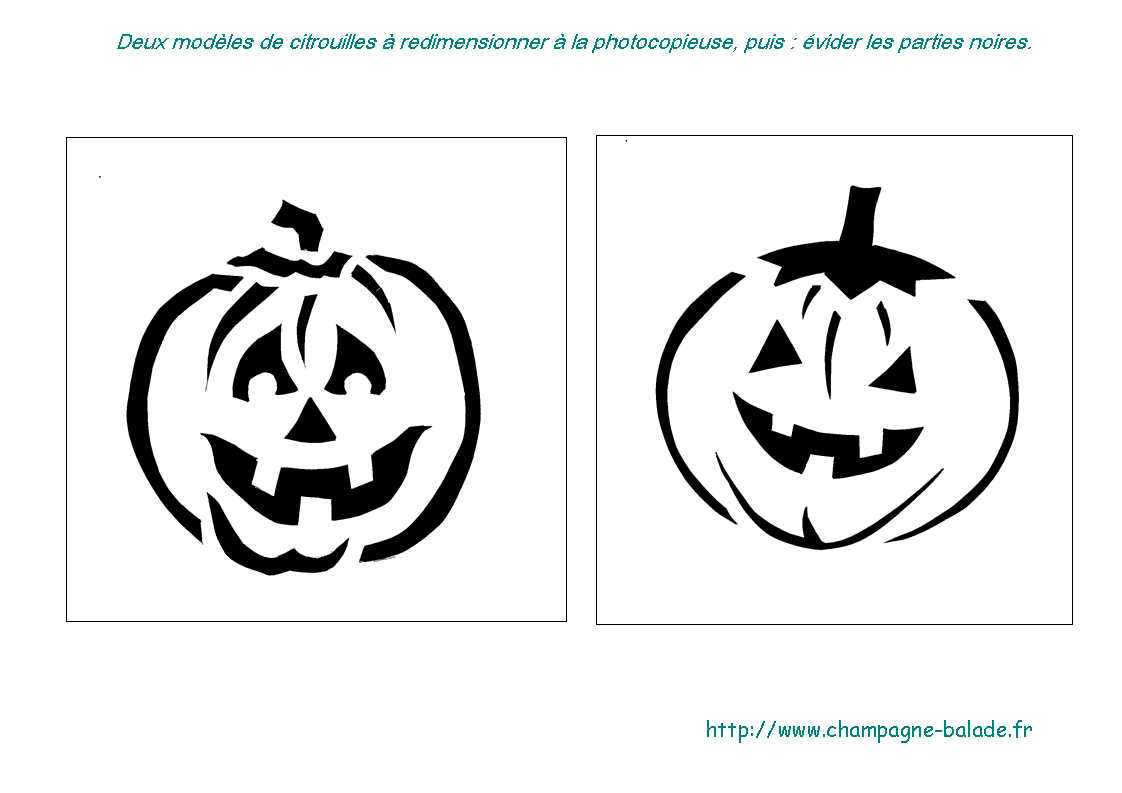 Deux modèles de citrouilles à redimensionner à la photocopieuse, puis : évider les parties noires.
http://www.champagne-balade.fr